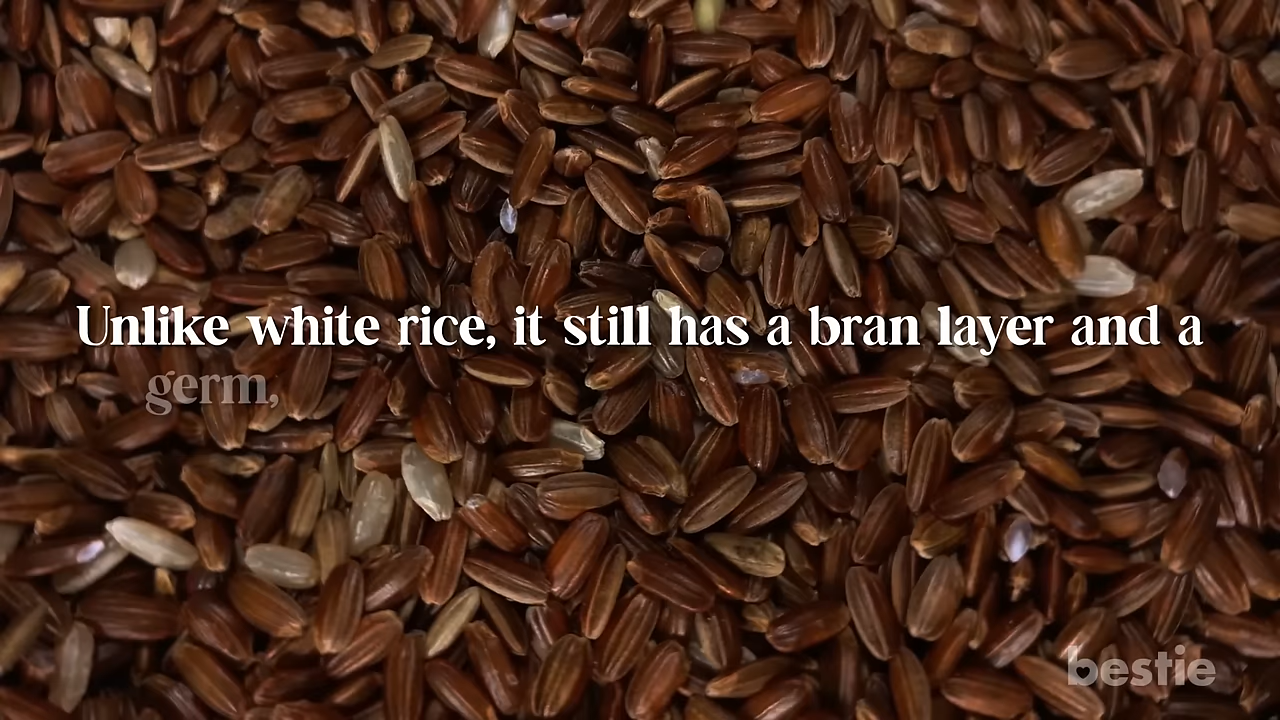 Unlike white rice, it still has a bran layer and a
germ,
bestie